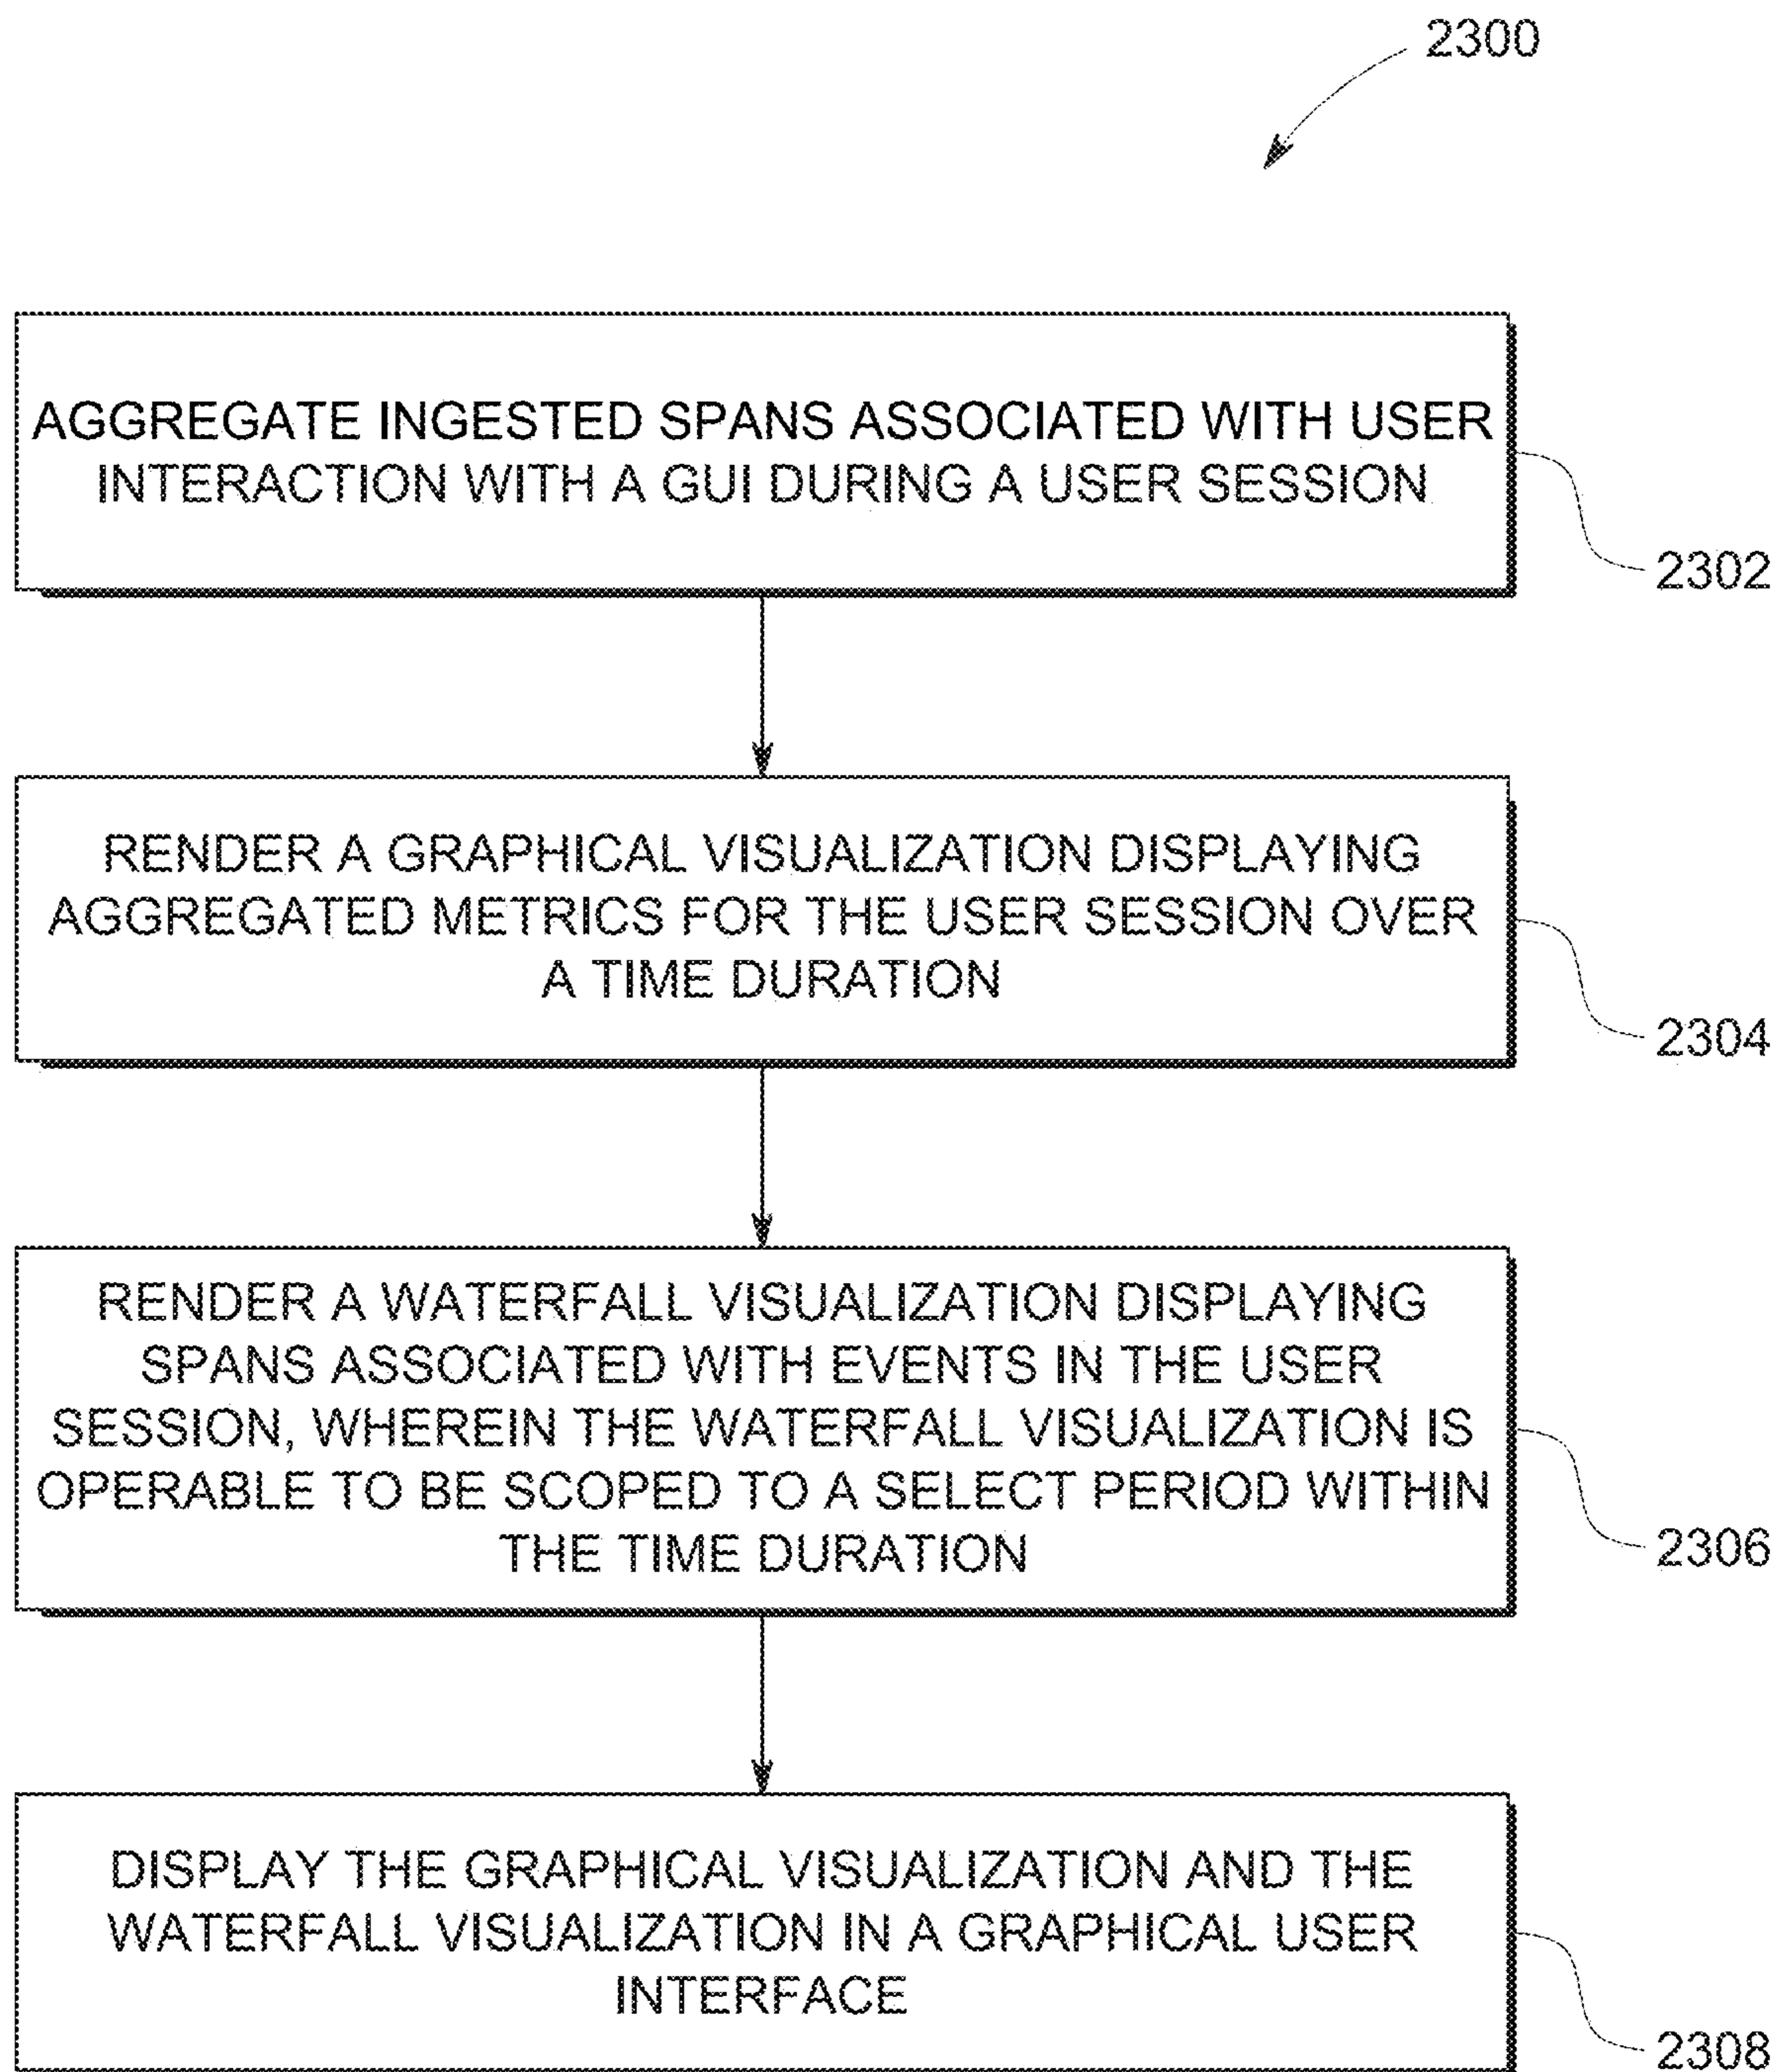 2300
AGGREGATE INGESTED SPANS ASSOCIATED WITH USER
INTERACTION WITH A GUI DURING A USER SESSION
2302
RENDER A GRAPHICAL VISUALIZATION DISPLAYING
AGGREGATED METRICS FOR THE USER SESSION OVER
A TIME DURATION
2304
RENDER A WATERFALL VISUALIZATION DISPLAYING
SPANS ASSOCIATED WITH EVENTS IN THE USER
SESSION, WHEREIN THE WATERFALL VISUALIZATION IS
OPERABLE TO BE SCOPED TO A SELECT PERIOD WITHIN
THE TIME DURATION
2306
DISPLAY THE GRAPHICAL VISUALIZATION AND THE
WATERFALL VISUALIZATION IN A GRAPHICAL USER
INTERFACE
2308